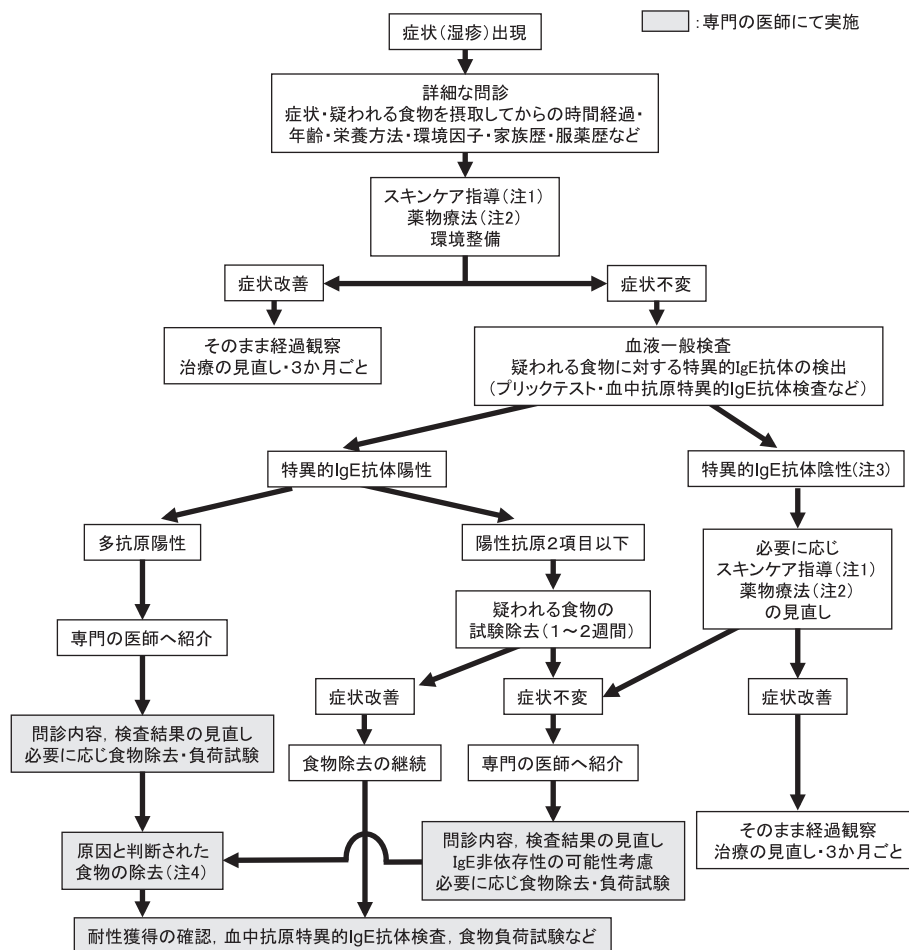 症状(湿疹)出現
:専門の医師にて実施
詳細な問診
症状・疑われる食物を摂取してからの時間経過・
年齢・栄養方法・環境因子・家族歴・服薬歴など
スキンケア指導(注1)
薬物療法(注2)
環境整備
症状改善
症状不変
そのまま経過観察
治療の見直し・3か月ごと
血液一般検査
疑われる食物に対する特異的IgE抗体の検出
(プリックテスト・血中抗原特異的IgE抗体検査など)
特異的IgE抗体陽性
特異的IgE抗体陰性(注3)
多抗原陽性
陽性抗原2項目以下
必要に応じ
スキンケア指導(注1)
薬物療法(注2)
の見直し
専門の医師へ紹介
疑われる食物の
試験除去(1～2週間)
症状改善
症状不変
症状改善
問診内容, 検査結果の見直し
必要に応じ食物除去・負荷試験
食物除去の継続
専門の医師へ紹介
そのまま経過観察
治療の見直し・3か月ごと
原因と判断された
食物の除去(注4)
問診内容, 検査結果の見直し
IgE非依存性の可能性考慮
必要に応じ食物除去・負荷試験
耐性獲得の確認, 血中抗原特異的IgE抗体検査, 食物負荷試験など